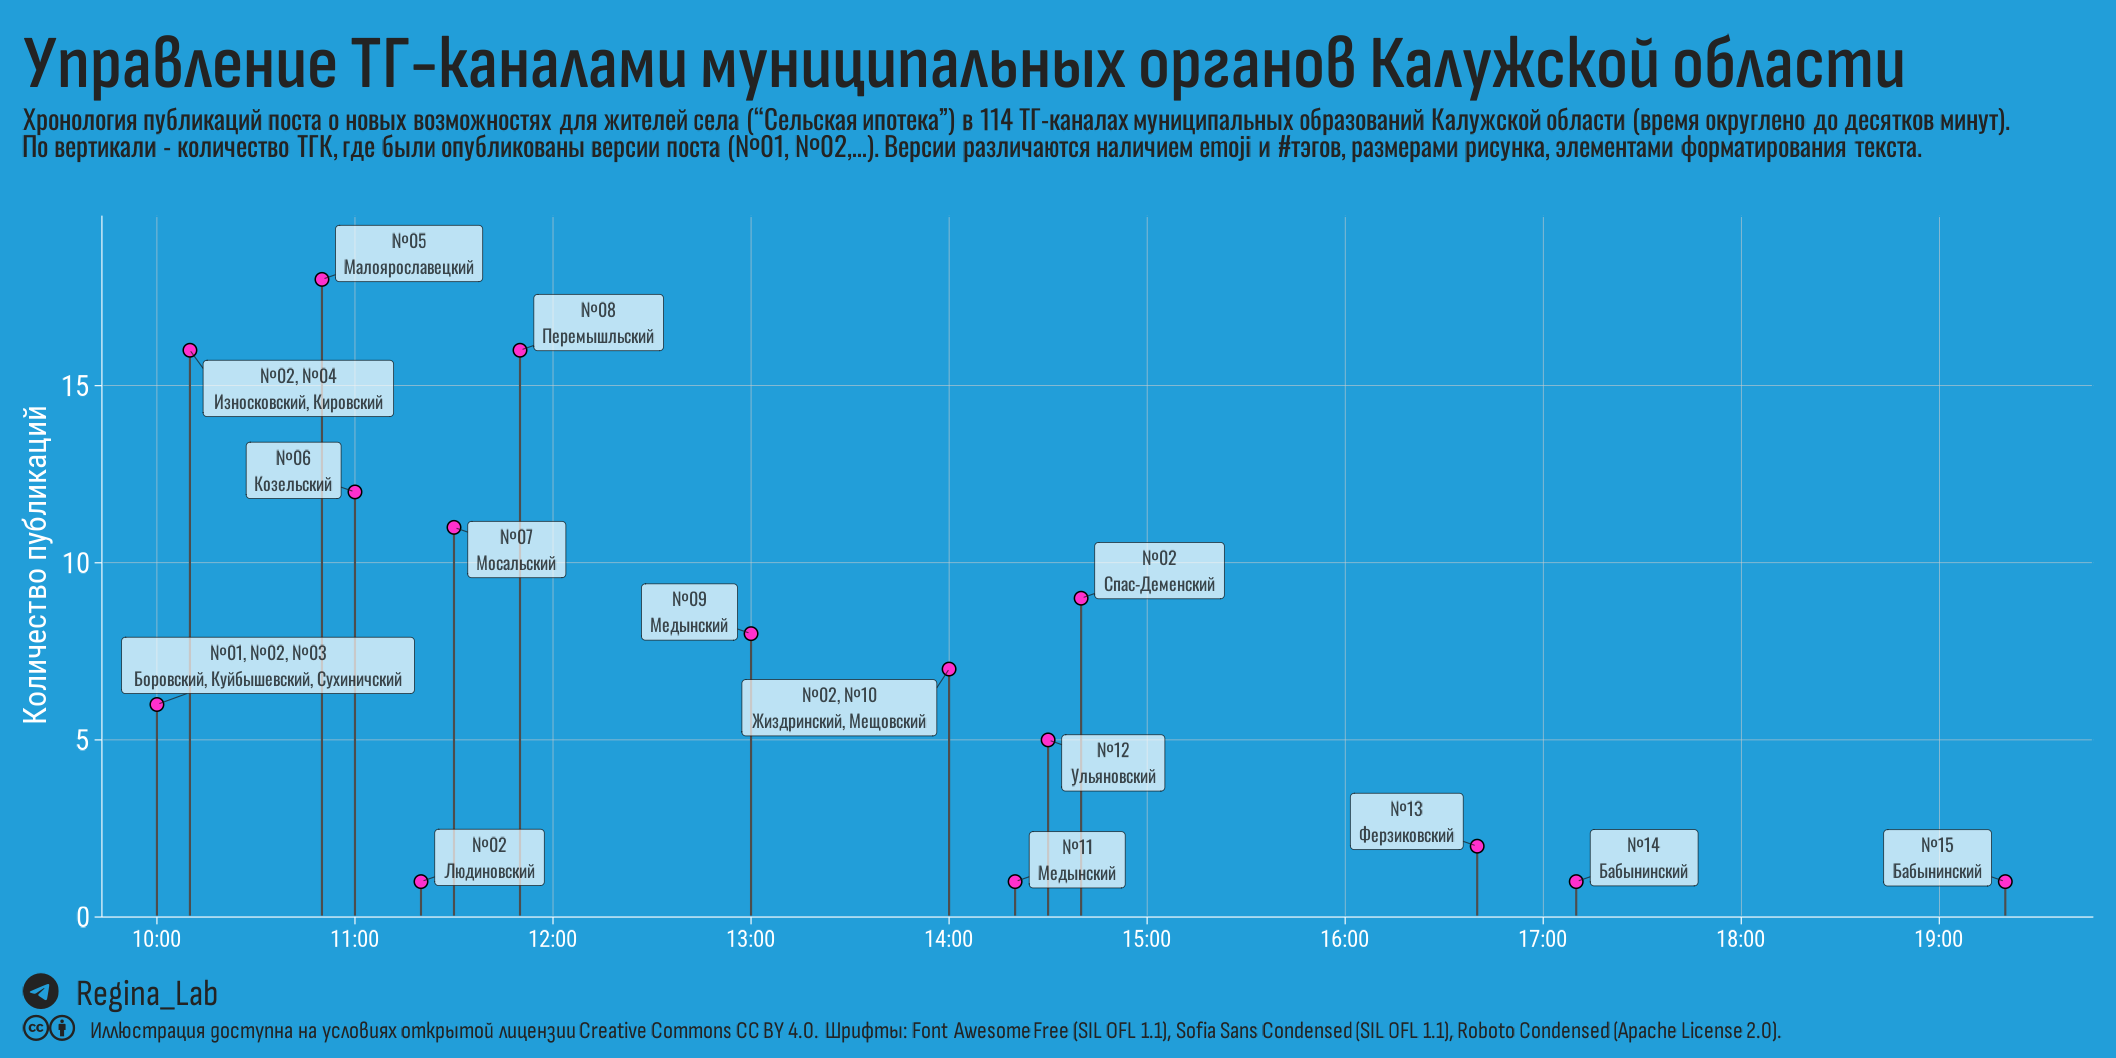 Управление ТГ-каналами муниципальных органов Калужской области
Хронология публикаций поста о новых возможностях для жителей села (“Сельская ипотека”) в 114 ТГ-каналах муниципальных образований Калужской области (время округлено до десятков минут).
По вертикали - количество ТГК, где были опубликованы версии поста (№01, №02,...). Версии различаются наличием emoji и #тэгов, размерами рисунка, элементами форматирования текста.
Количество публикаций
15
10
5
0
№05
Малоярославецкий
№08
Перемышльский
№02, №04
Износковский, Кировский
№06
Козельский
№07
Мосальский
№02
Спас-Деменский
№09
Медынский
№01, №02, №03
Боровский, Куйбышевский, Сухиничский
№02, №10
Жиздринский, Мещовский
№12
Ульяновский
№13
Ферзиковский
№02
Людиновский
№11
Медынский
№14
Бабынинский
№15
Бабынинский
10:00 11:00 12:00 13:00 14:00 15:00 16:00 17:00 18:00 19:00
Regina_Lab
cc Иллюстрация доступна на условиях открытой лицензии Creative Commons CC BY 4.0. Шрифты: Font Awesome Free (SIL OFL 1.1), Sofia Sans Condensed (SIL OFL 1.1), Roboto Condensed (Apache License 2.0).